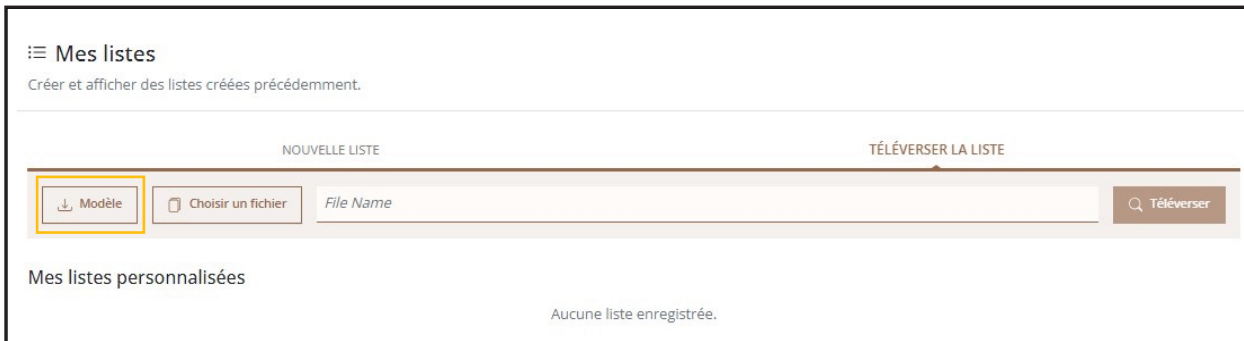 Mes listes
Créer et afficher des listes créées précédemment.
NOUVELLE LISTE
TÉLÉVERSER LA LISTE
Modèle
Choisir un fichier
File Name
Téléverser
Mes listes personnalisées
Aucune liste enregistrée.